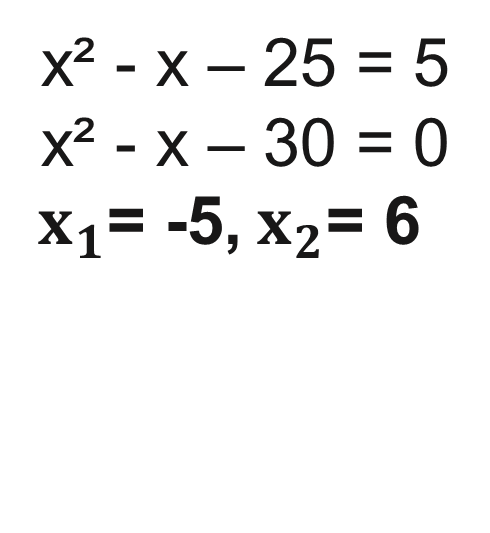 x² - x – 25 = 5
x² - x – 30 = 0
x₁= -5, x₂= 6